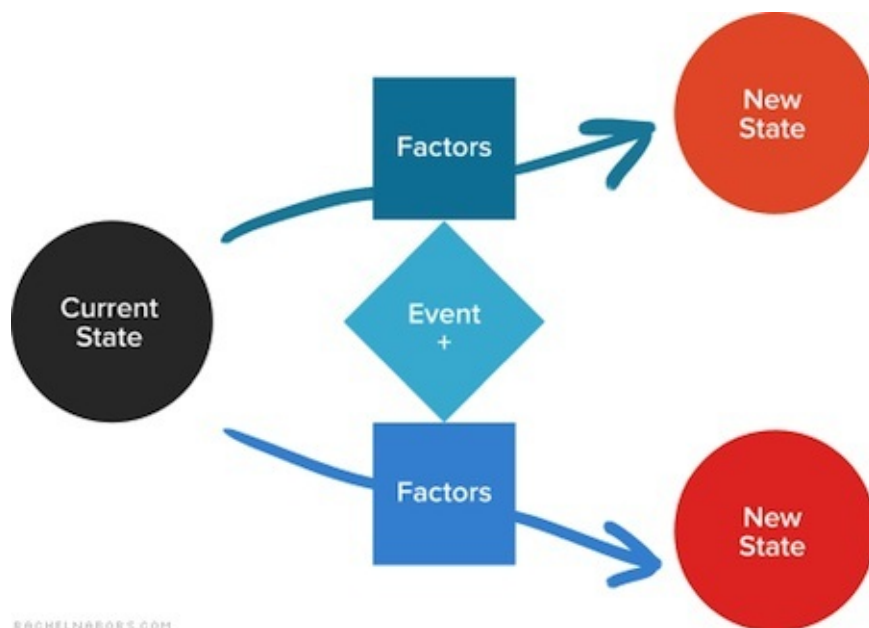 Current
State
Factors
Event
+
Factors
New
State
New
State
RACHELNABORS.COM